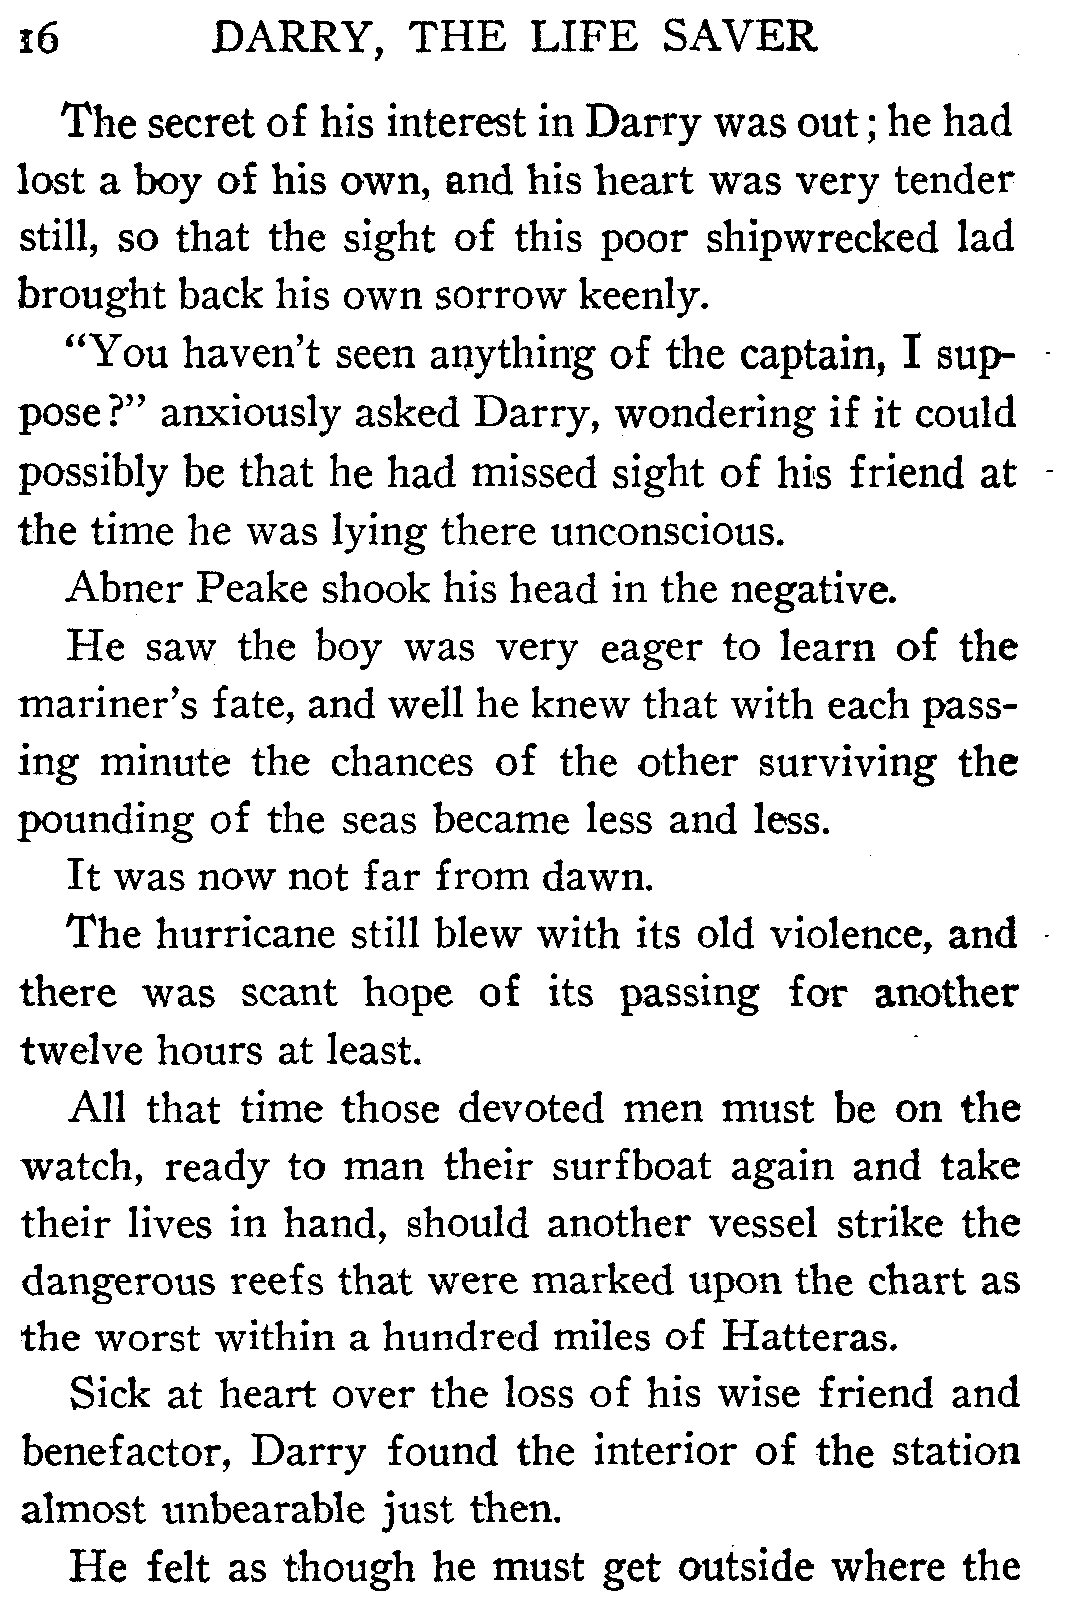 16 DARRY, THE LIFE SAVER
The secret of his interest in Darry was out; he had
lost a boy of his own, and his heart was very tender
still, so that the sight of this poor shipwrecked lad
brought back his own sorrow keenly.
"You haven't seen anything of the captain, I sup-
pose?" anxiously asked Darry, wondering if it could
possibly be that he had missed sight of his friend at
the time he was lying there unconscious.
Abner Peake shook his head in the negative.
He saw the boy was very eager to learn of the
mariner's fate, and well he knew that with each pass-
ing minute the chances of the other surviving the
pounding of the seas became less and less.
It was now not far from dawn.
The hurricane still blew with its old violence, and
there was scant hope of its passing for another
twelve hours at least.
All that time those devoted men must be on the
watch, ready to man their surfboat again and take
their lives in hand, should another vessel strike the
dangerous reefs that were marked upon the chart as
the worst within a hundred miles of Hatteras.
Sick at heart over the loss of his wise friend and
benefactor, Darry found the interior of the station
almost unbearable just then.
He felt as though he must get outside where the